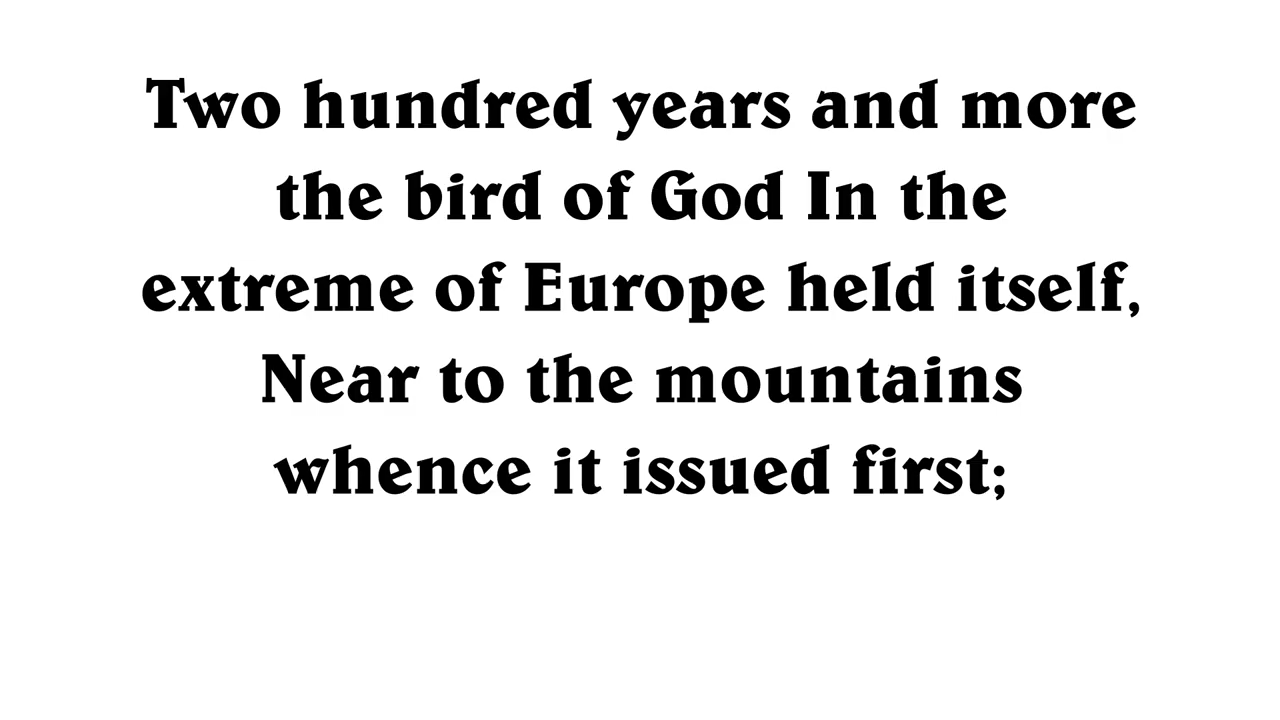 Two hundred years and more
the bird of God In the
extreme of Europe held itself,
Near to the mountains
whence it issued first;